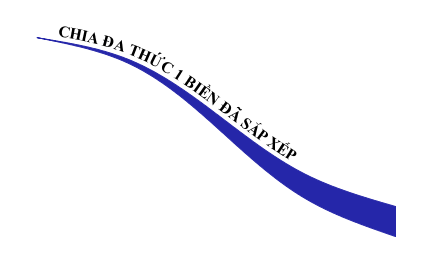 CHIA ĐA THỨC 1 BIẾN ĐÃ SẮP XẾP